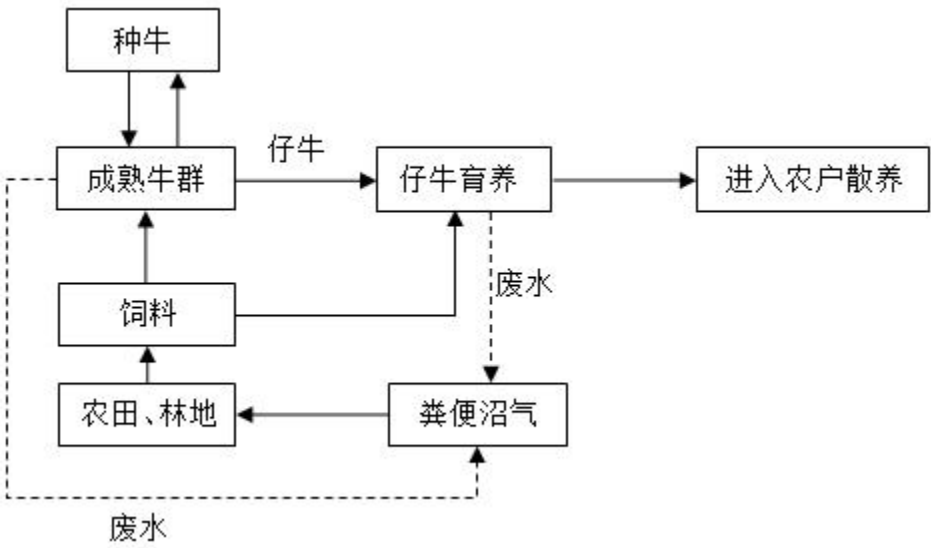 种牛
仔牛
成熟牛群
仔牛育养
进入农户散养
废水
饲料
农田、林地
粪便沼气
废水